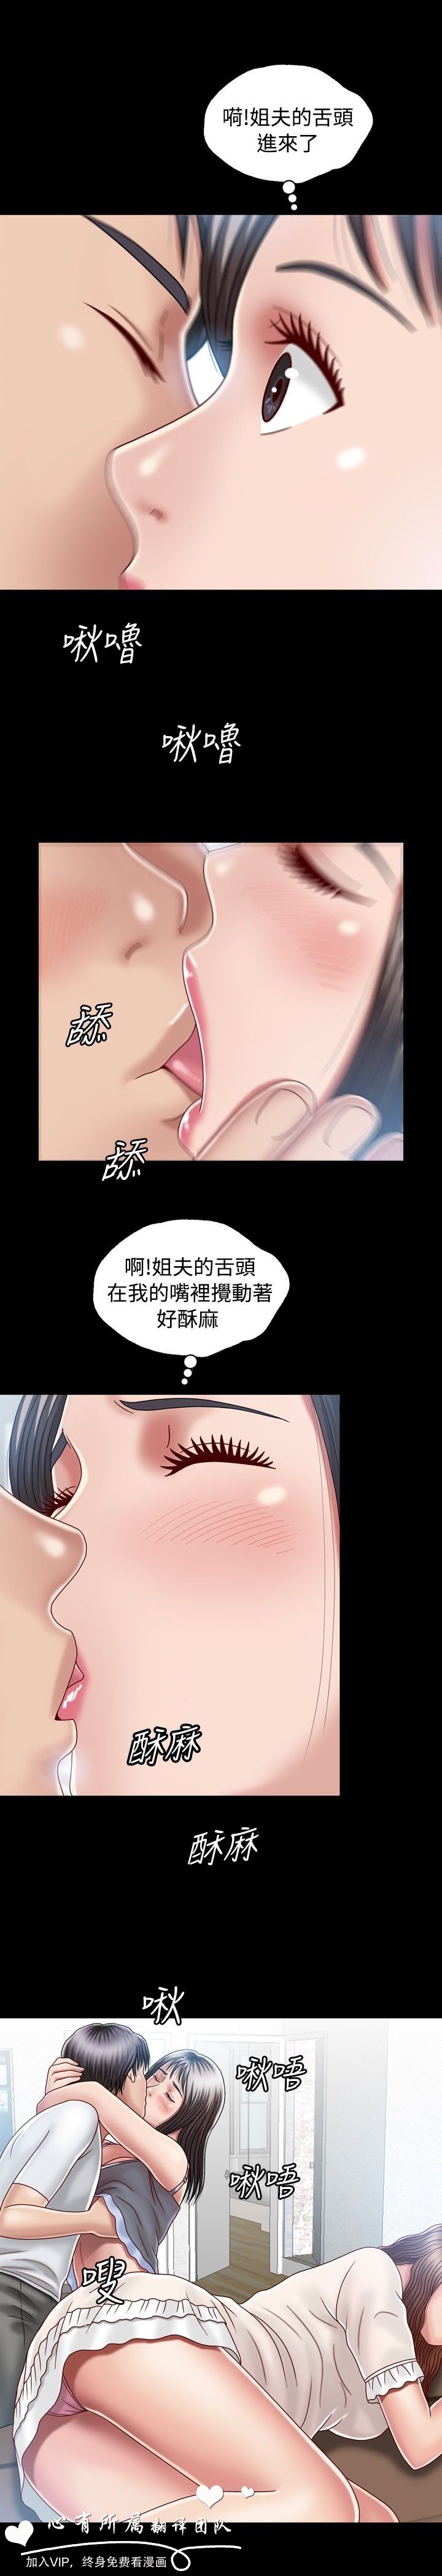 嗬!姐夫的舌頭
進來了
啾嚕
啾嚕
舔
舔
啊!姐夫的舌頭
在我的嘴裡攪動著
好酥麻
酥麻
酥麻
啾
啾唔
啾唔
嗖
心有所属翻译团队
加入VIP，终身免费看漫画